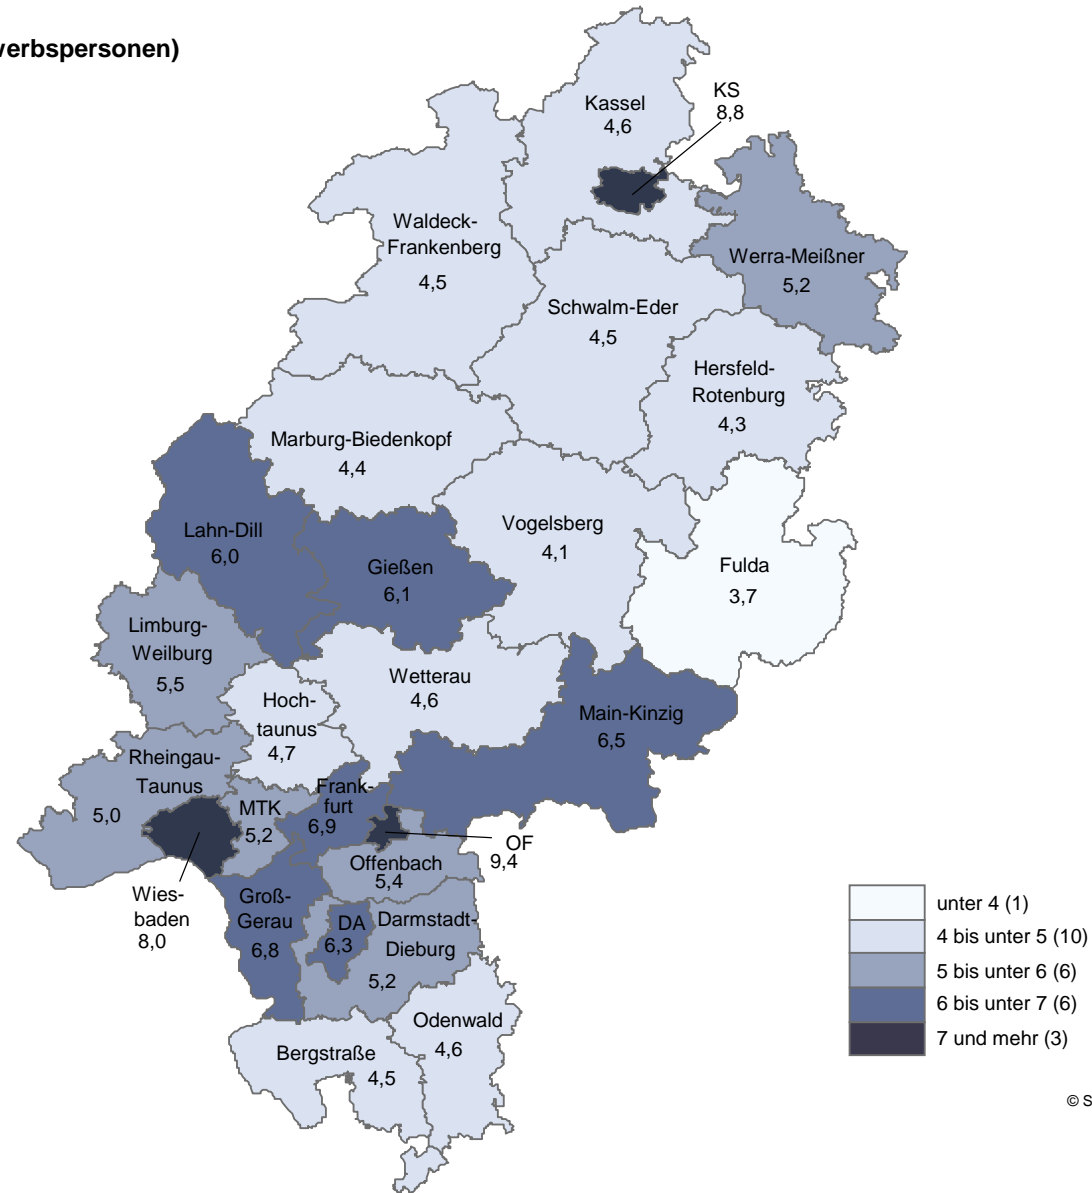 werbspersonen)
Kassel
4,6
KS
8,8
Waldeck-
Frankenberg
4,5
Werra-Meißner
5,2
Schwalm-Eder
4,5
Hersfeld-
Rotenburg
4,3
Marburg-Biedenkopf
4,4
Lahn-Dill
6,0
Gießen
6,1
Vogelsberg
4,1
Fulda
3,7
Limburg-
Weilburg
5,5
Wetterau
4,6
Hoch-
taunus
4,7
Main-Kinzig
6,5
Rheingau-
Taunus
5,0
MTK
5,2
Frank-
furt
6,9
OF
9,4
Offenbach
5,4
Wies-
baden
8,0
Groß-
Gerau
6,8
DA
6,3
Darmstadt-
Dieburg
5,2
Odenwald
4,6
Bergstraße
4,5
unter 4 (1)
4 bis unter 5 (10)
5 bis unter 6 (6)
6 bis unter 7 (6)
7 und mehr (3)
© S